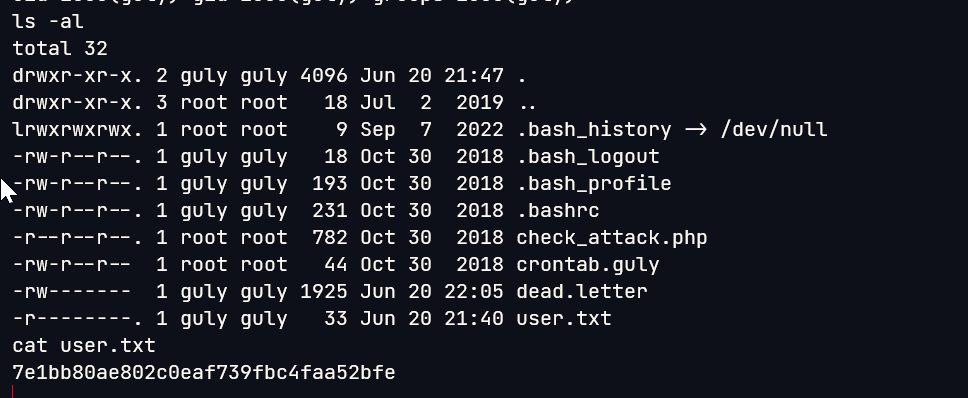 ls -al
total 32
drwxr-xr-x. 2 guly guly 4096 Jun 20 21:47 .
drwxr-xr-x. 3 root root   18 Jul  2  2019 ..
lrwxrwxrwx. 1 root root    9 Sep  7  2022 .bash_history -> /dev/null
-rw-r--r--. 1 guly guly   18 Oct 30  2018 .bash_logout
-rw-r--r--. 1 guly guly  193 Oct 30  2018 .bash_profile
-rw-r--r--. 1 guly guly  231 Oct 30  2018 .bashrc
-r--r--r--. 1 root root  782 Oct 30  2018 check_attack.php
-rw-r--r--  1 root root   44 Oct 30  2018 crontab.guly
-rw-------  1 guly guly 1925 Jun 20 22:05 dead.letter
-r--------. 1 guly guly   33 Jun 20 21:40 user.txt
cat user.txt
7e1bb80ae802c0eaf739fbc4faa52bfe